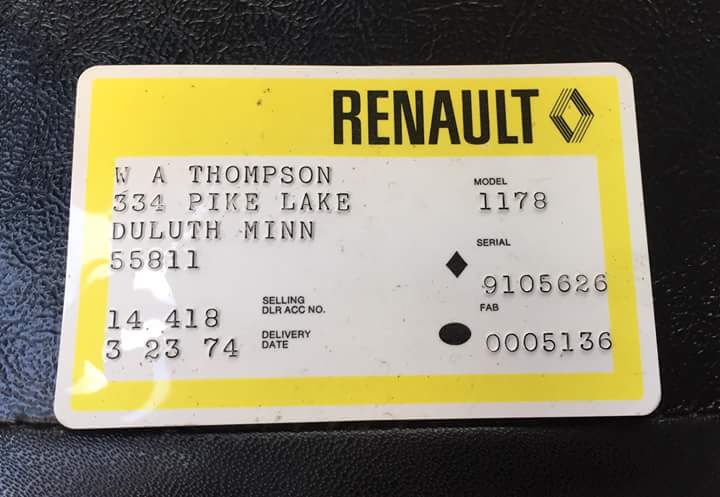 RENAULT
W A THOMPSON
334 PIKE LAKE
DULUTH MINN
55811
MODEL
1178
SERIAL
9105626
FAB
0005136
14 418
SELLING
DLR ACC NO.
3 23 74
DELIVERY
DATE